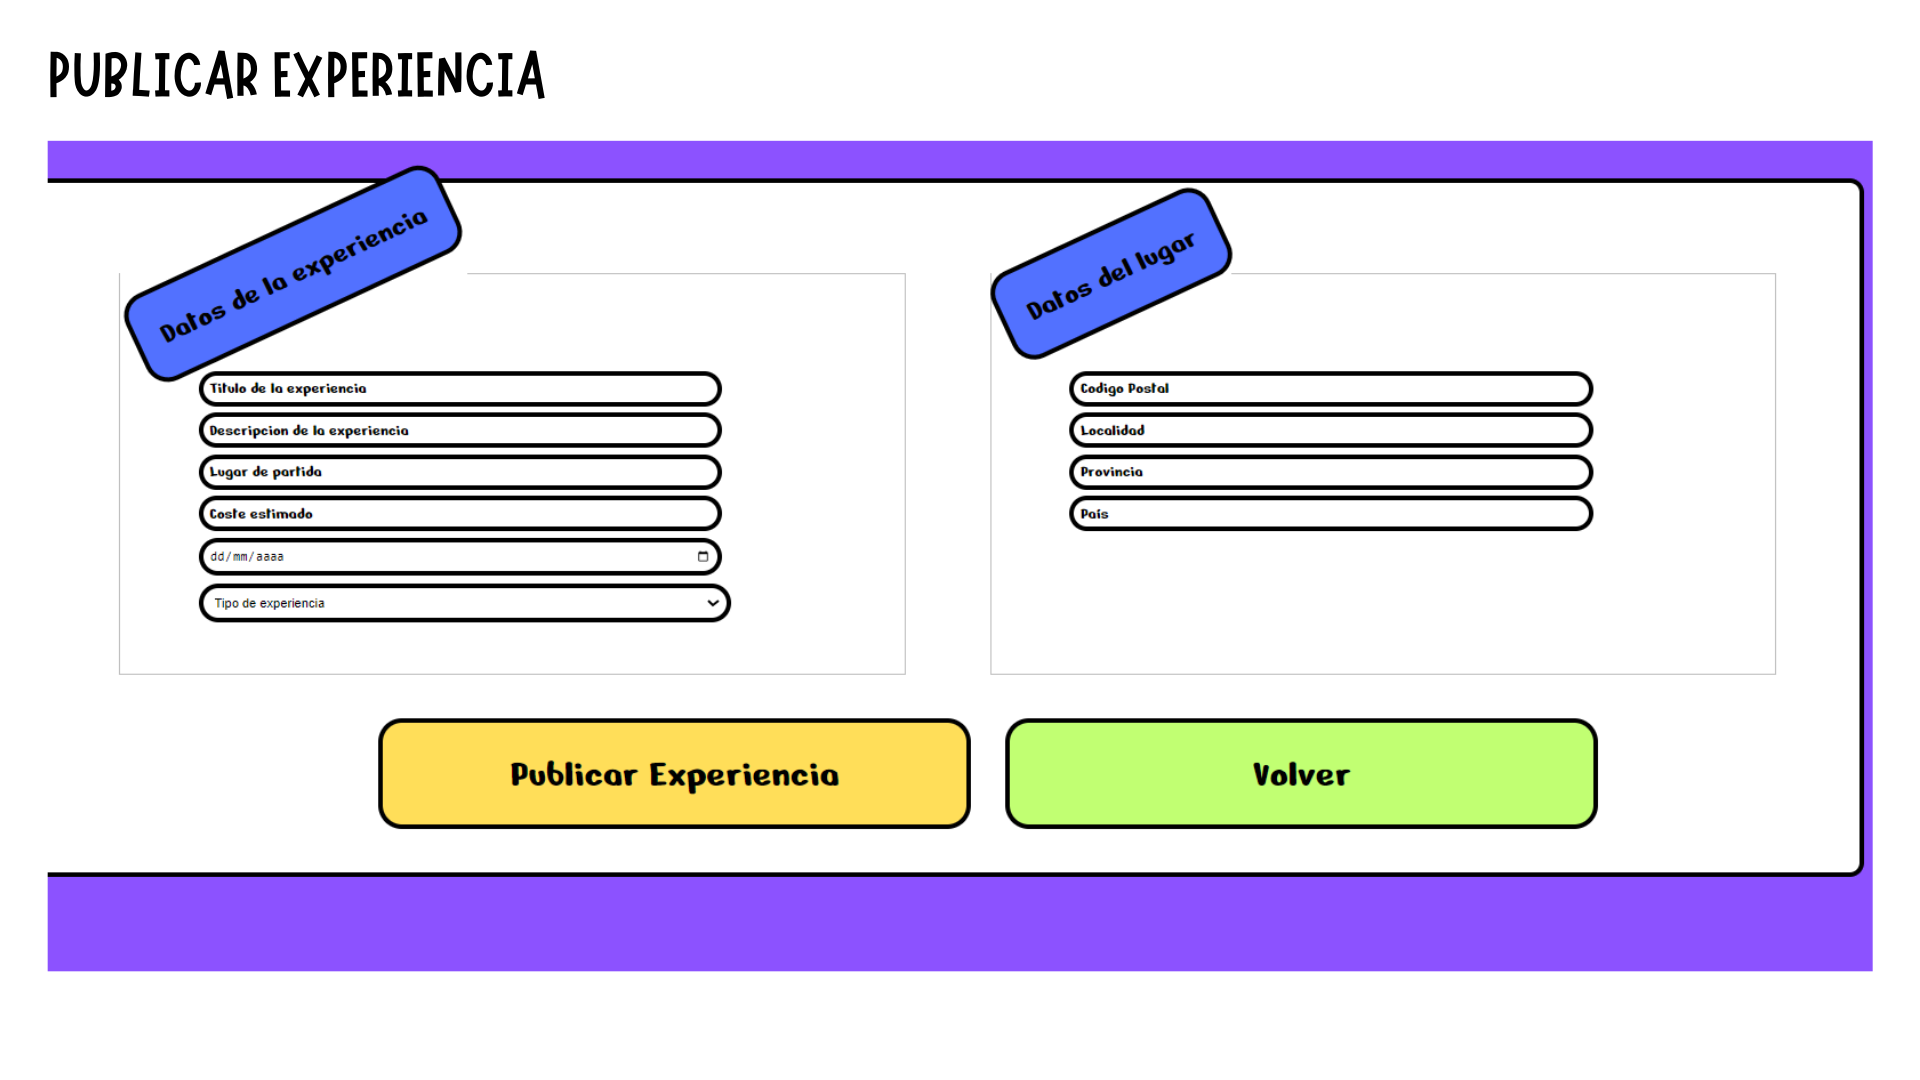 PUBLICAR EXPERIENCIA
Datos de la experiencia
Titulo de la experiencia
Descripcion de la experiencia
Lugar de partida
Coste estimado
dd/mm/aaaa
Tipo de experiencia
Datos del lugar
Codigo Postal
Localidad
Provincia
País
Publicar Experiencia
Volver